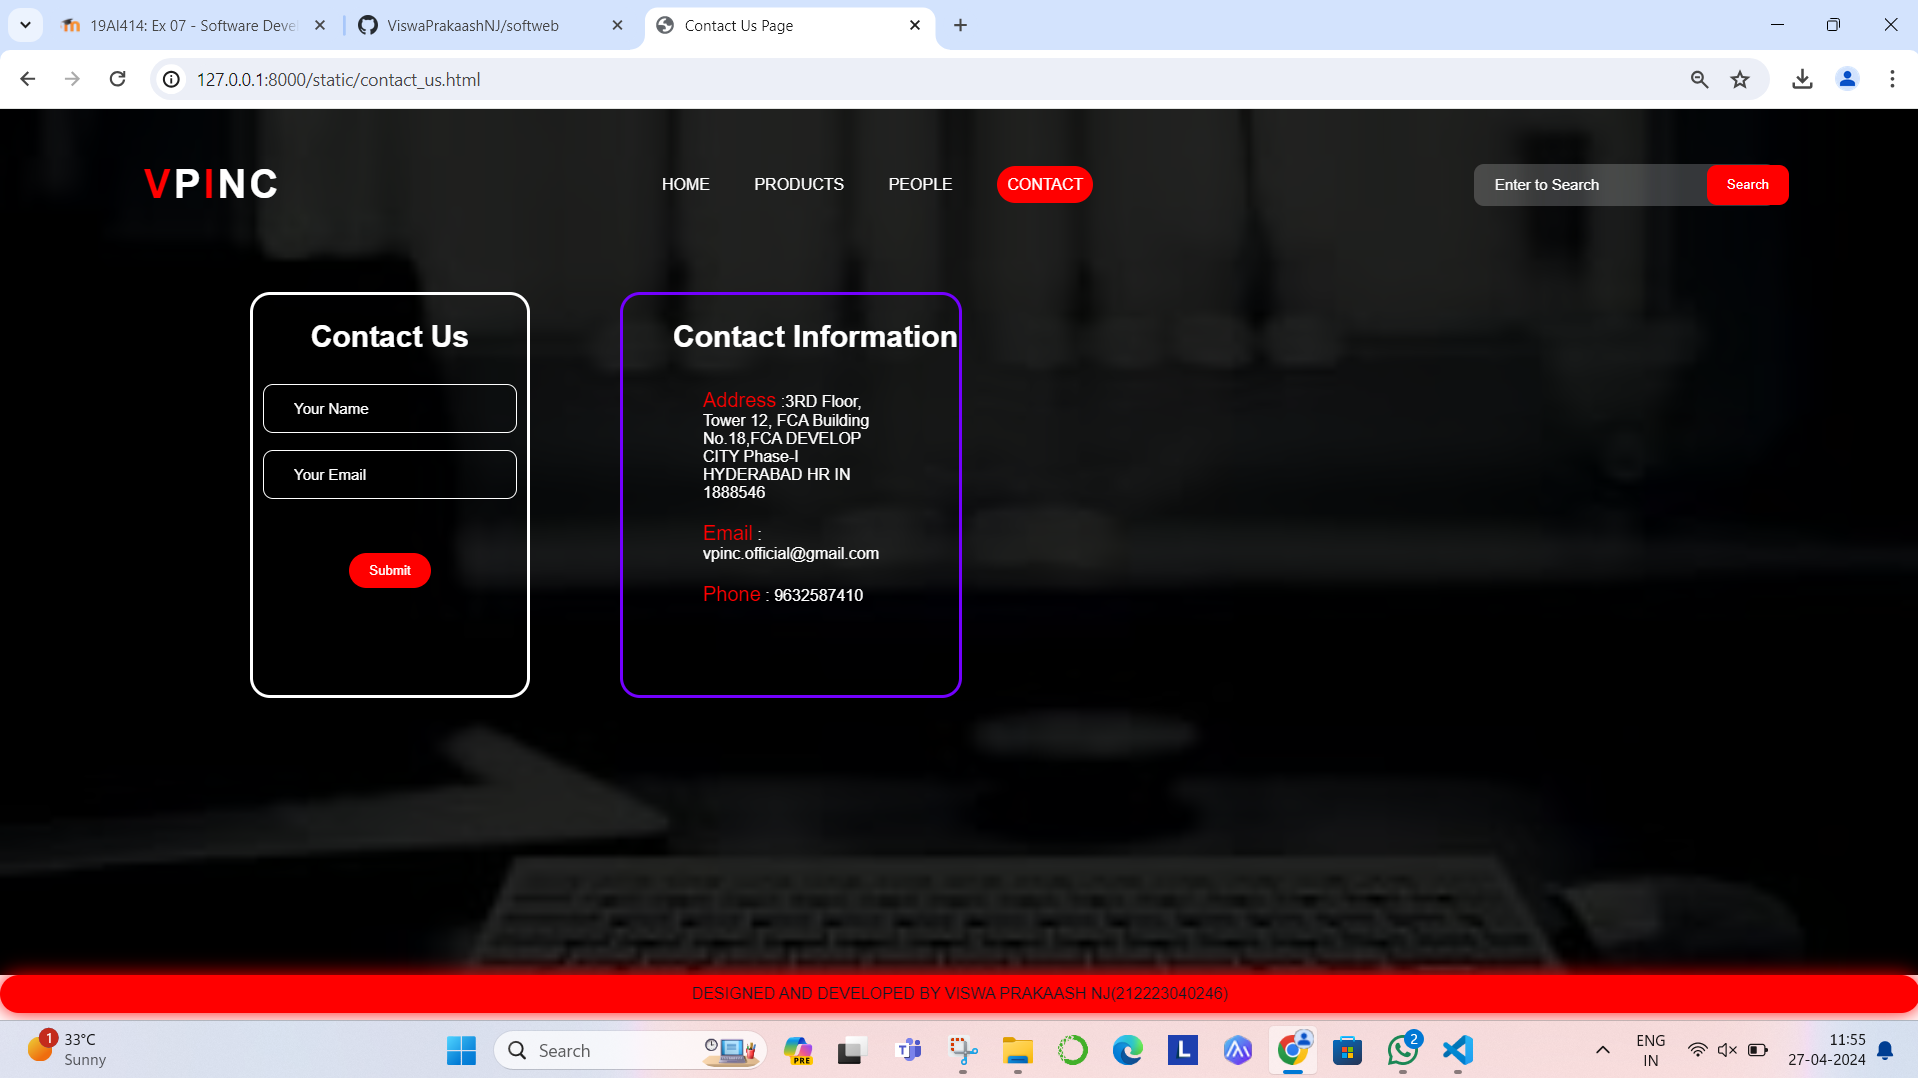 19AI414: Ex 07 - Software Deve
ViswaPrakaashNJ/softweb
Contact Us Page
127.0.0.1:8000/static/contact_us.html
VPINC
HOME
PRODUCTS
PEOPLE
CONTACT
Enter to Search
Search
Contact Us
Your Name
Your Email
Submit
Contact Information
Address :3RD Floor,
Tower 12, FCA Building
No.18,FCA DEVELOP
CITY Phase-I
HYDERABAD HR IN
1888546
Email :
vpinc.official@gmail.com
Phone : 9632587410
DESIGNED AND DEVELOPED BY VISWA PRAKAASH NJ(212223040246)
1
33°C
Sunny
Search
PRE
T
L
2
ENG
IN
11:55
27-04-2024